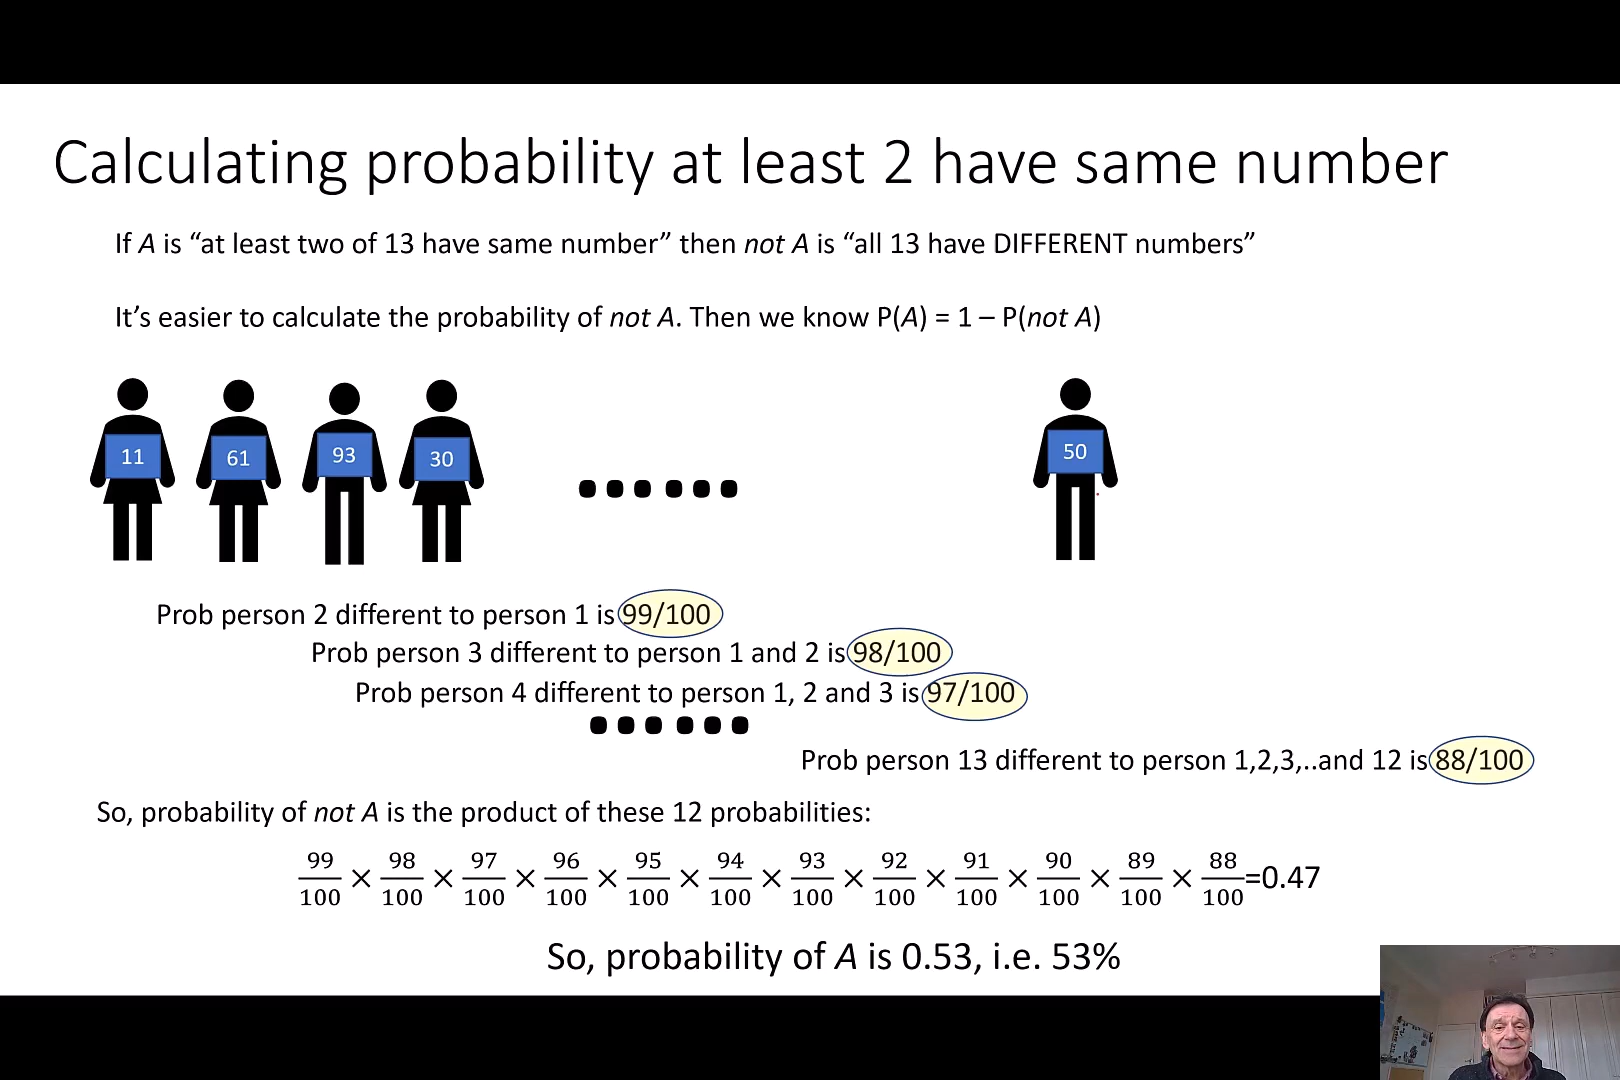 Calculating probability at least 2 have same number
If A is “at least two of 13 have same number” then not A is “all 13 have DIFFERENT numbers”
It’s easier to calculate the probability of not A. Then we know P(A) = 1 – P(not A)
11 61 93 30 50
Prob person 2 different to person 1 is 99/100
Prob person 3 different to person 1 and 2 is 98/100
Prob person 4 different to person 1, 2 and 3 is 97/100
Prob person 13 different to person 1,2,3,..and 12 is 88/100
So, probability of not A is the product of these 12 probabilities:
99/100 × 98/100 × 97/100 × 96/100 × 95/100 × 94/100 × 93/100 × 92/100 × 91/100 × 90/100 × 89/100 × 88/100 =0.47
So, probability of A is 0.53, i.e. 53%